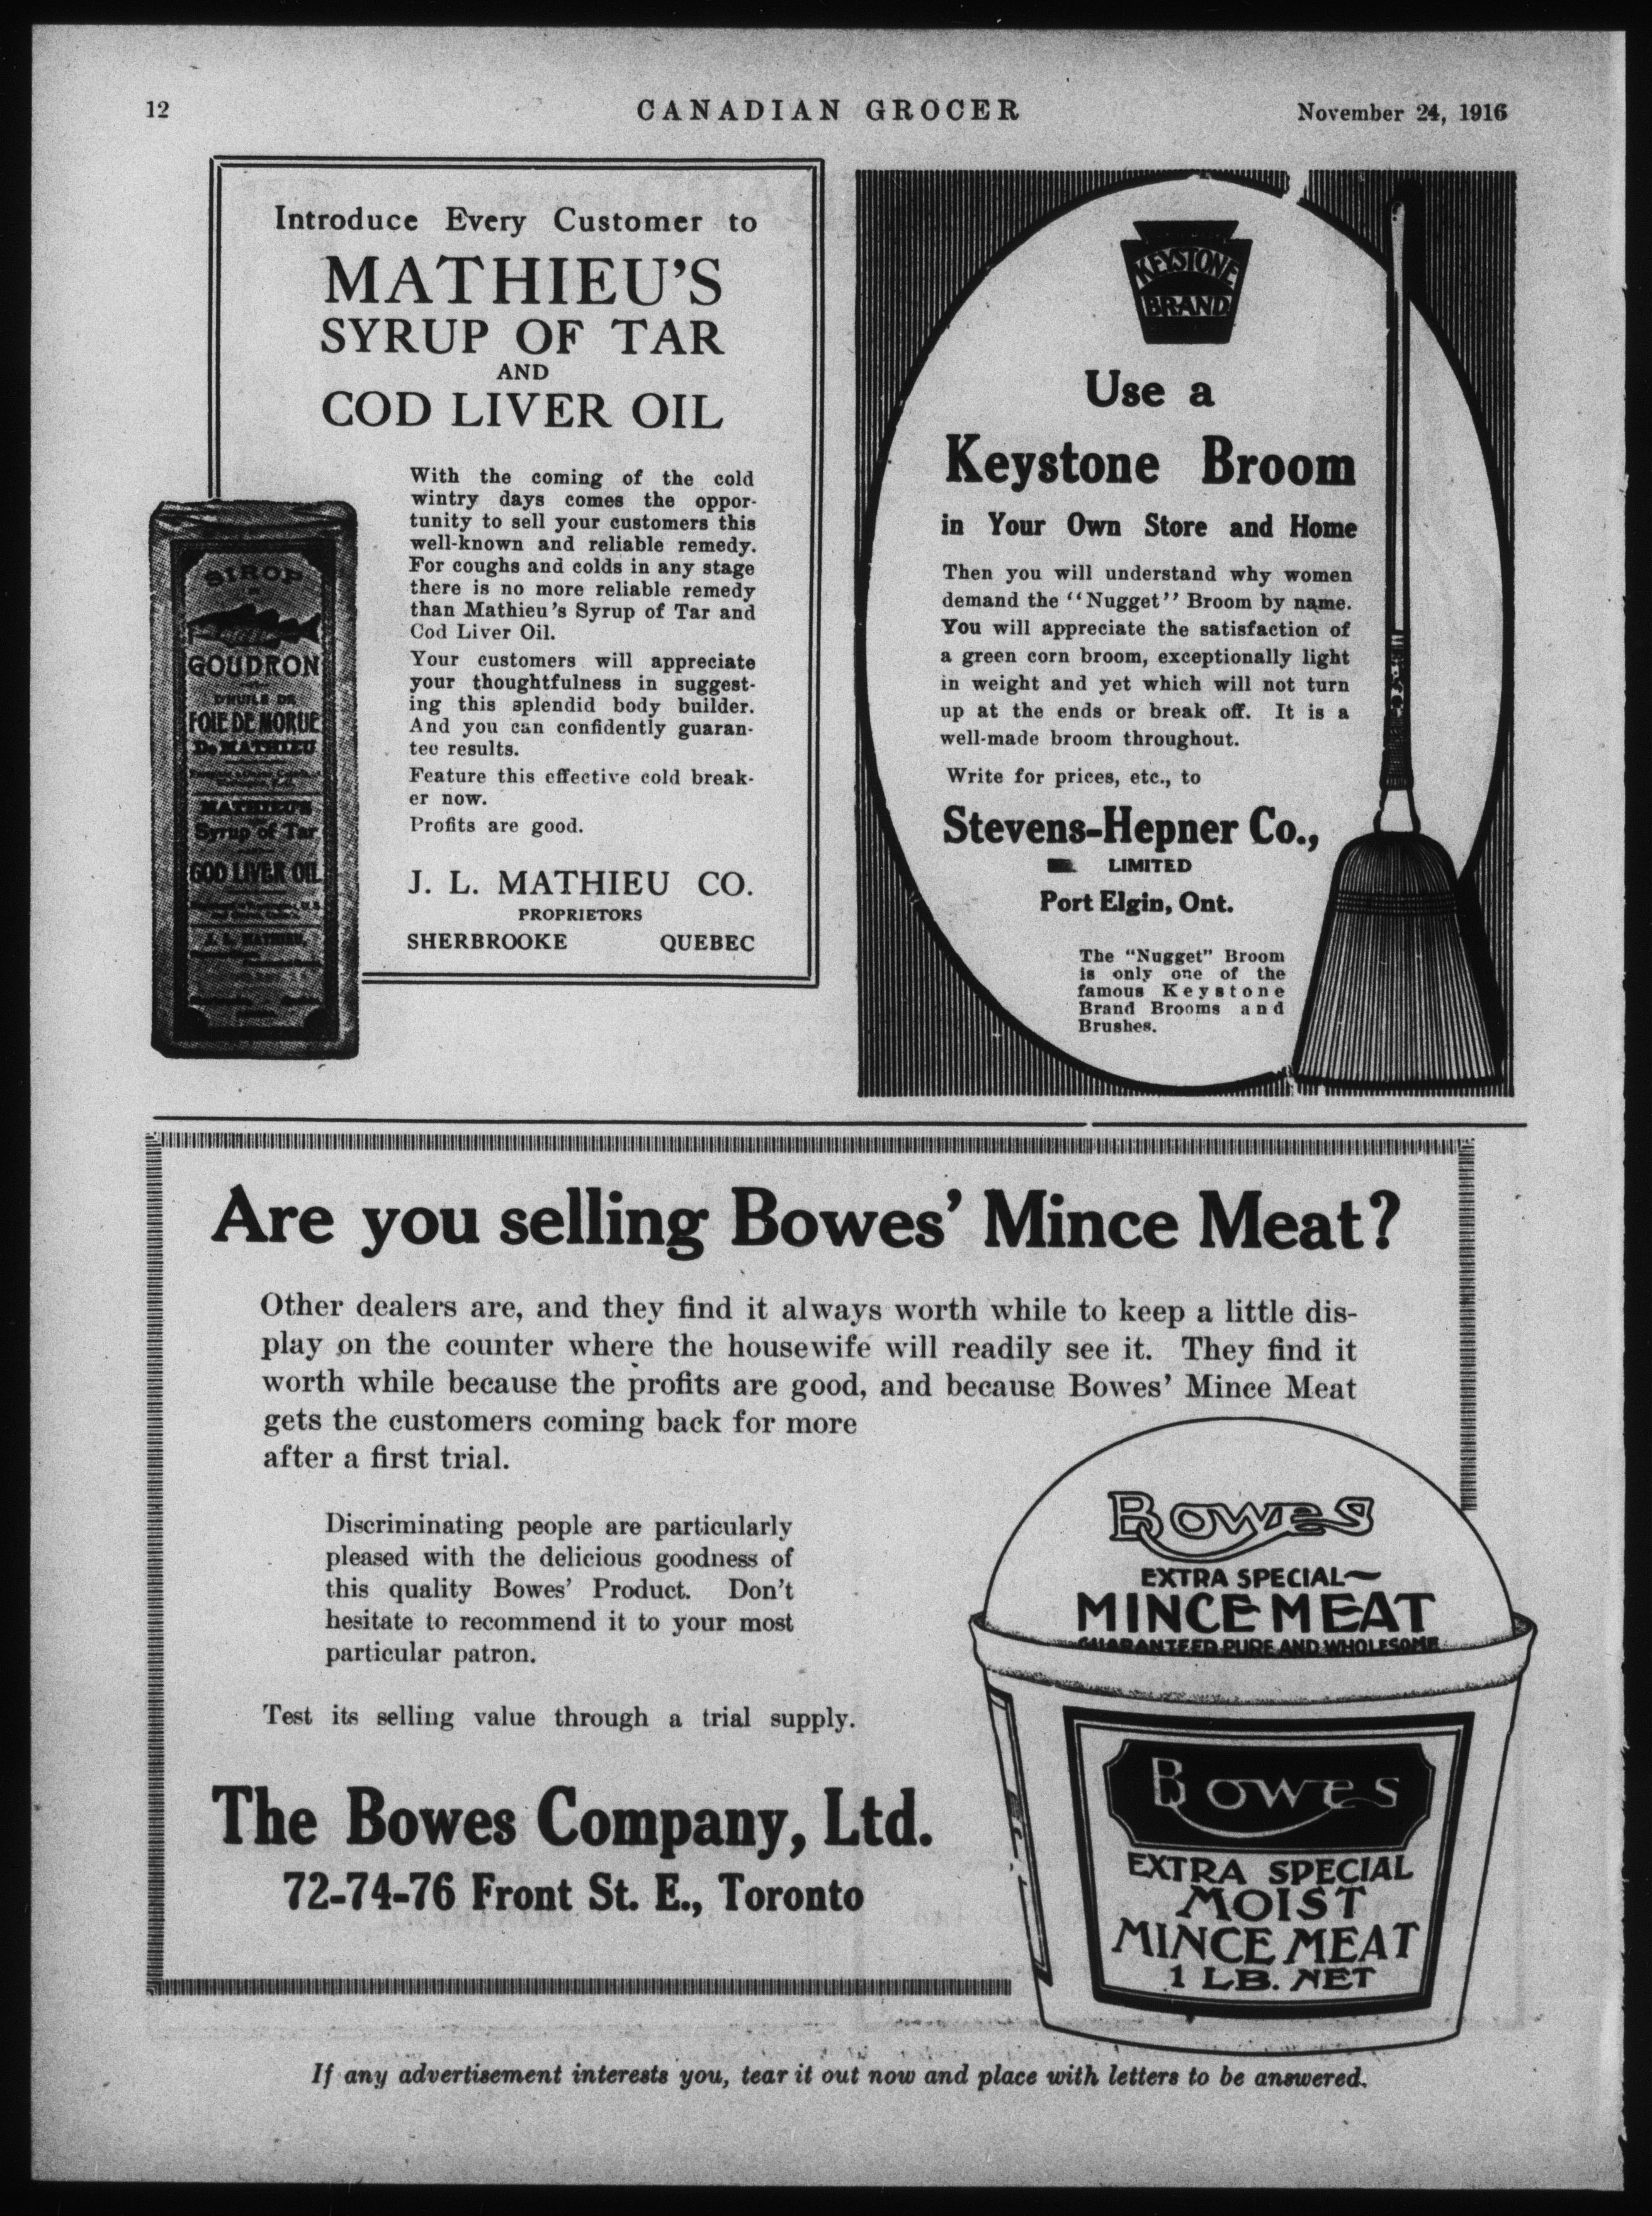 12
CANADIAN GROCER
November 24, 1916
Introduce Every Customer to
MATHIEU'S
SYRUP OF TAR
AND
COD LIVER OIL
With the coming of the cold
wintry days comes the oppor-
tunity to sell your customers this
well-known and reliable remedy.
For coughs and colds in any stage
there is no more reliable remedy
than Mathieu's Syrup of Tar and
Cod Liver Oil.
Your customers will appreciate
your thoughtfulness in suggest-
ing this splendid body builder.
And you can confidently guaran-
tee results.
Feature this effective cold break-
er now.
Profits are good.
J. L. MATHIEU CO.
PROPRIETORS
SHERBROOKE QUEBEC
SIROP
GOUDRON
D'HUILE DE
FOIE DE MORUE
De MATHIEU
MATHIEU'S
Syrup of Tar
COD LIVER OIL
J. L. MATHIEU
KEYSTONE
BRAND
Use a
Keystone Broom
in Your Own Store and Home
Then you will understand why women
demand the "Nugget" Broom by name.
You will appreciate the satisfaction of
a green corn broom, exceptionally light
in weight and yet which will not turn
up at the ends or break off. It is a
well-made broom throughout.
Write for prices, etc., to
Stevens-Hepner Co.,
LIMITED
Port Elgin, Ont.
The "Nugget" Broom
is only one of the
famous Keystone
Brand Brooms and
Brushes.
Are you selling Bowes' Mince Meat?
Other dealers are, and they find it always worth while to keep a little dis-
play on the counter where the housewife will readily see it. They find it
worth while because the profits are good, and because Bowes' Mince Meat
gets the customers coming back for more
after a first trial.
Discriminating people are particularly
pleased with the delicious goodness of
this quality Bowes' Product. Don't
hesitate to recommend it to your most
particular patron.
Test its selling value through a trial supply.
The Bowes Company, Ltd.
72-74-76 Front St. E., Toronto
Bowes
EXTRA SPECIAL
MINCE MEAT
GUARANTEED PURE AND WHOLESOME
Bowes
EXTRA SPECIAL
MOIST
MINCE MEAT
1 LB. NET
If any advertisement interests you, tear it out now and place with letters to be answered.